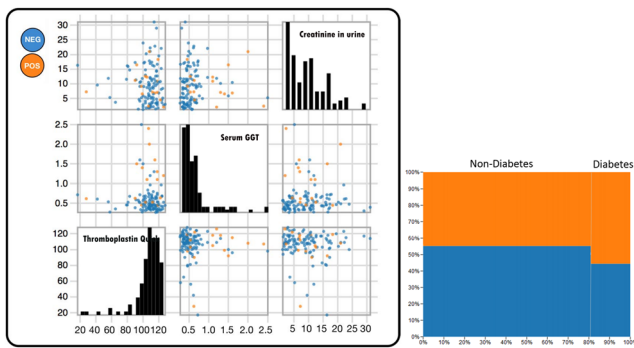 NEG
POS
30
25
20
15
10
5
Creatinine in urine
2.5
2.0
1.5
1.0
0.5
Serum GGT
120
100
80
60
40
20
Thromboplastin Qu
20 40 60 80 100 120
0.5 1.0 1.5 2.0 2.5
5 10 15 20 25 30
Non-Diabetes Diabetes
100%
90%
80%
70%
60%
50%
40%
30%
20%
10%
0%
0% 10% 20% 30% 40% 50% 60% 70% 80% 90% 100%